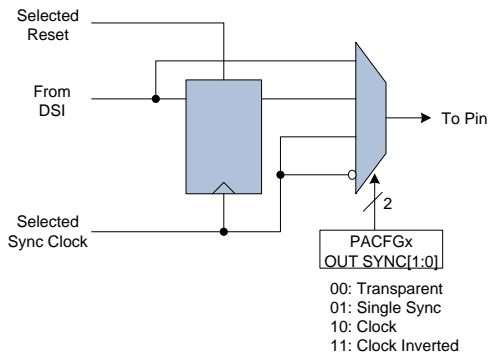 Selected
Reset
From
DSI
To Pin
Selected
Sync Clock
2
PACFGx
OUT SYNC[1:0]
00: Transparent
01: Single Sync
10: Clock
11: Clock Inverted